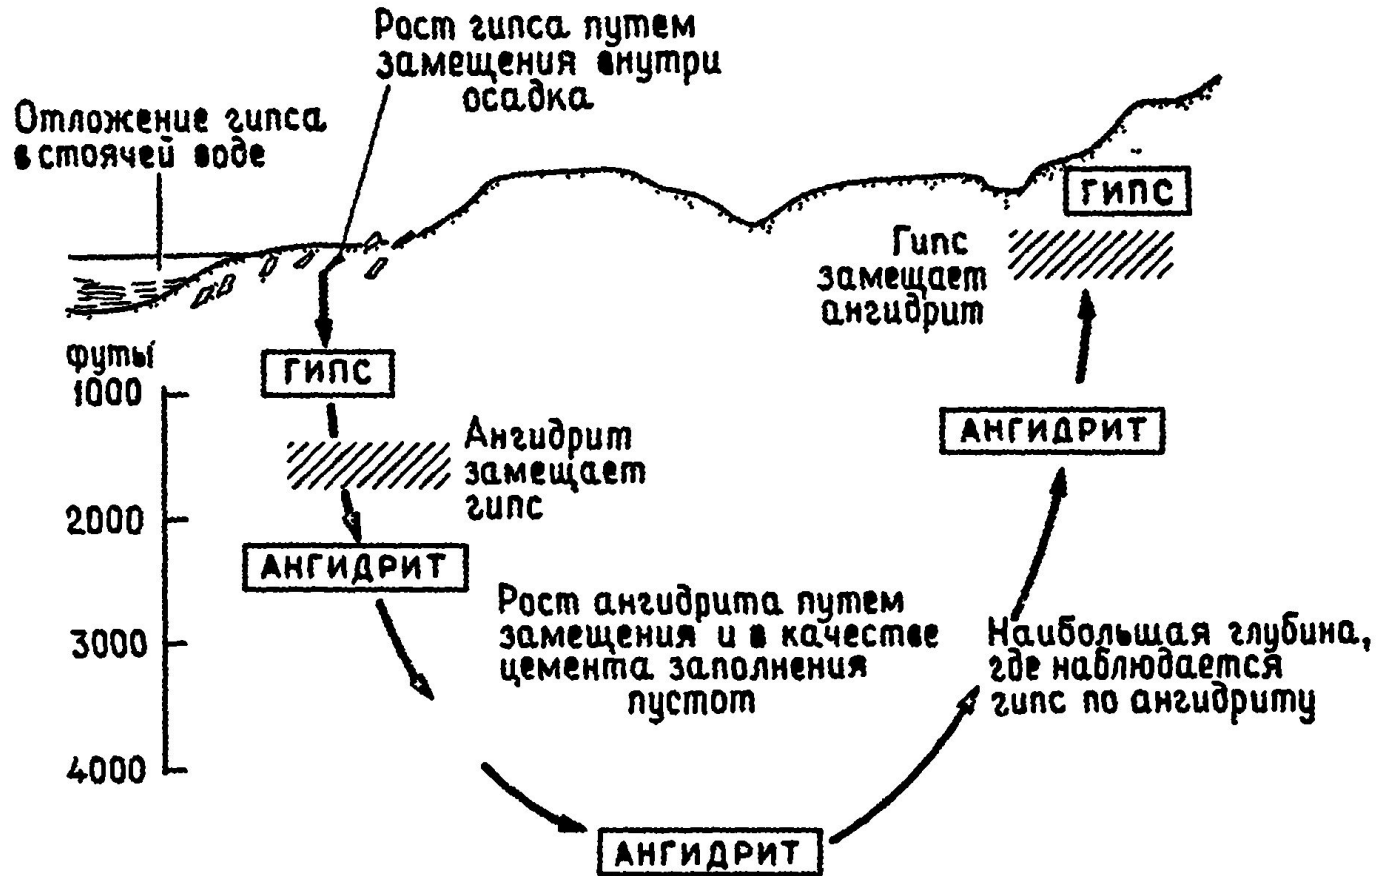 Рост гипса путем
замещения внутри
осадка
Отложение гипса
в стоячей воде
ГИПС
Гипс
замещает
ангидрит
футы
1000
ГИПС
АНГИДРИТ
Ангидрит
замещает
гипс
2000
АНГИДРИТ
Рост ангидрита путем
замещения и в качестве
цемента заполнения
пустот
3000
Наибольшая глубина,
где наблюдается
гипс по ангидриту
4000
АНГИДРИТ